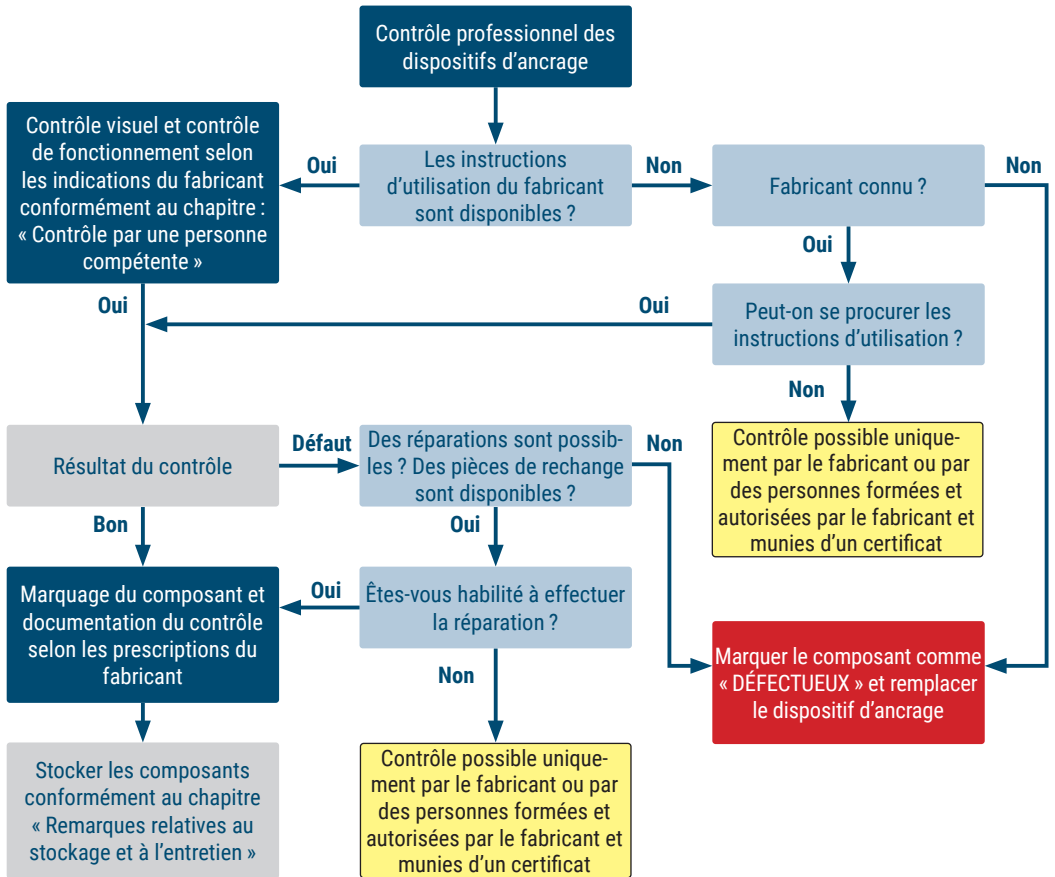 Contrôle professionnel des
dispositifs d’ancrage
Contrôle visuel et contrôle
de fonctionnement selon
les indications du fabricant
conformément au chapitre :
« Contrôle par une personne
compétente »
Oui
Les instructions
d’utilisation du fabricant
sont disponibles ?
Non
Fabricant connu ?
Non
Oui
Oui
Oui
Peut-on se procurer les
instructions d’utilisation ?
Non
Résultat du contrôle
Défaut
Des réparations sont possib-
les ? Des pièces de rechange
sont disponibles ?
Non
Contrôle possible unique-
ment par le fabricant ou par
des personnes formées et
autorisées par le fabricant et
munies d’un certificat
Bon
Oui
Marquage du composant et
documentation du contrôle
selon les prescriptions du
fabricant
Oui
Êtes-vous habilité à effectuer
la réparation ?
Non
Marquer le composant comme
« DÉFECTUEUX » et remplacer
le dispositif d’ancrage
Stocker les composants
conformément au chapitre
« Remarques relatives au
stockage et à l’entretien »
Contrôle possible unique-
ment par le fabricant ou par
des personnes formées et
autorisées par le fabricant et
munies d’un certificat